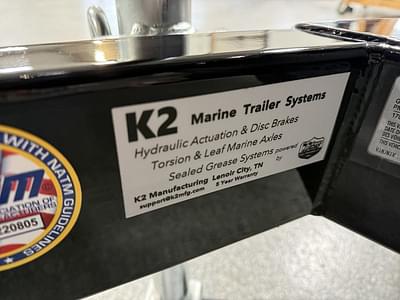 K2 Marine Trailer Systems
Hydraulic Actuation & Disc Brakes
Torsion & Leaf Marine Axles
Sealed Grease Systems powered by
K2 Manufacturing Lenoir City, TN
support@k2mfg.com 5 Year Warranty
WITH NATM GUIDELINES
220805